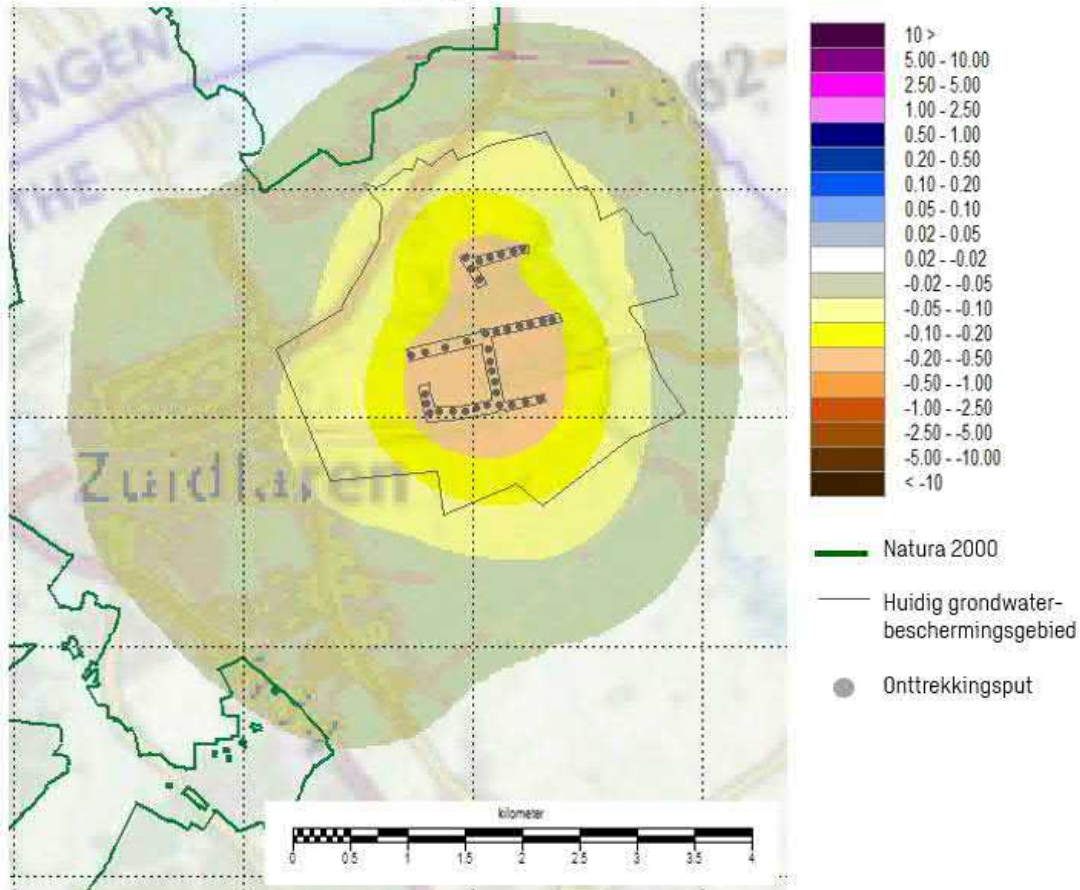 INGEN
THE
62
Zuidlaren
kilometer
0 0.5 1 1.5 2 2.5 3 3.5 4
10 >
5.00 - 10.00
2.50 - 5.00
1.00 - 2.50
0.50 - 1.00
0.20 - 0.50
0.10 - 0.20
0.05 - 0.10
0.02 - 0.05
0.02 - -0.02
-0.02 - -0.05
-0.05 - -0.10
-0.10 - -0.20
-0.20 - -0.50
-0.50 - -1.00
-1.00 - -2.50
-2.50 - -5.00
-5.00 - -10.00
< -10
Natura 2000
Huidig grondwater-
beschermingsgebied
Onttrekkingsput